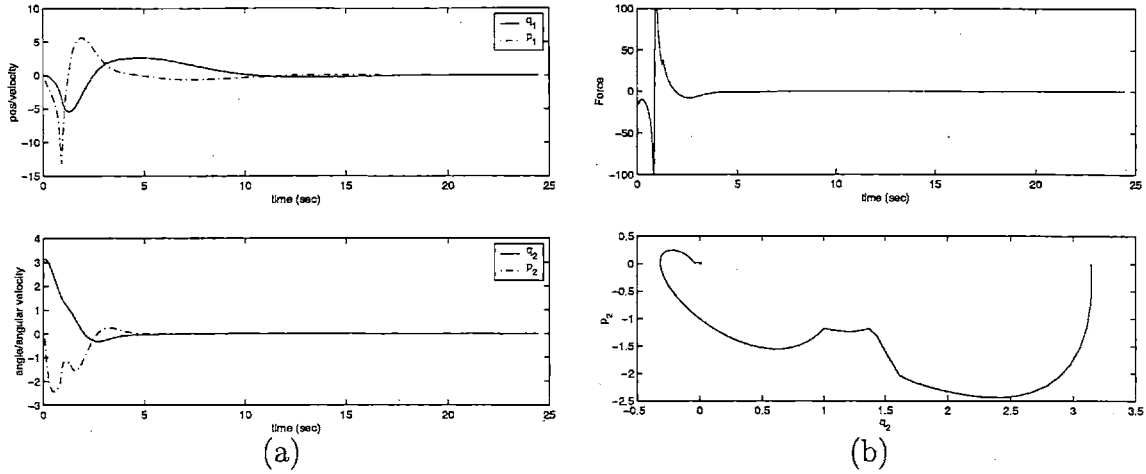 10
5
0
-5
-10
-15
pos/velocity
q1
p1
0 5 10 15 20 25
time (sec)
4
3
2
1
0
-1
-2
-3
angle/angular velocity
q2
p2
0 5 10 15 20 25
time (sec)
(a)
100
50
0
-50
-100
Force
0 5 10 15 20 25
time (sec)
0.5
0
-0.5
-1
-1.5
-2
-2.5
p2
-0.5 0 0.5 1 1.5 2 2.5 3 3.5
q2
(b)